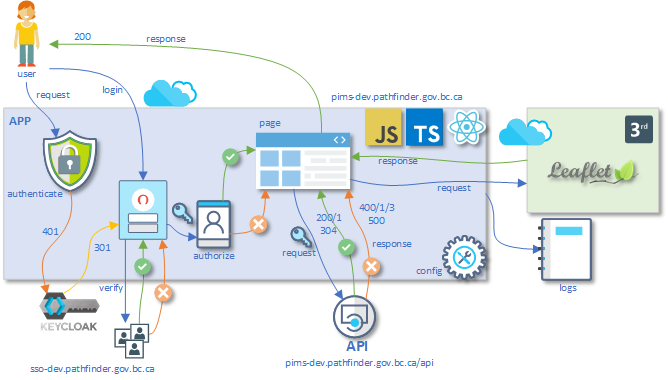 200
response
user
request
login
pims-dev.pathfinder.gov.bc.ca
APP
page
JS
TS
3rd
response
Leaflet
authenticate
request
401
301
authorize
200/1
304
400/1/3
500
request
response
config
logs
verify
KEYCLOAK
API
sso-dev.pathfinder.gov.bc.ca
pims-dev.pathfinder.gov.bc.ca/api